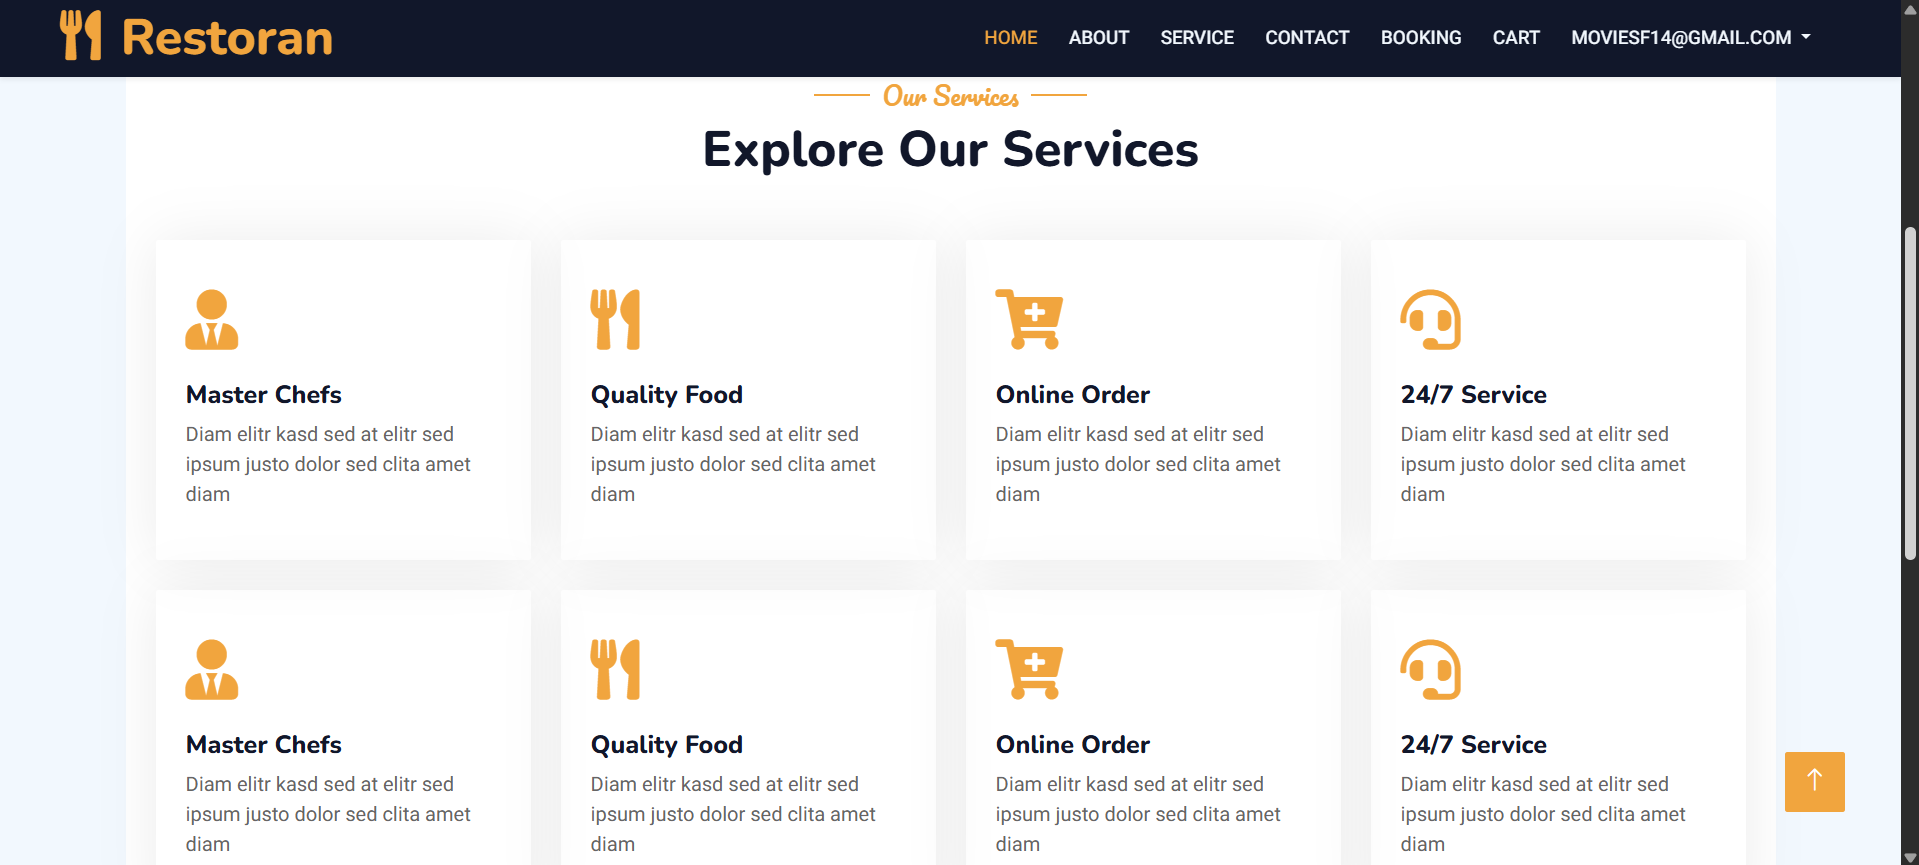 Restoran
HOME ABOUT SERVICE CONTACT BOOKING CART MOVIESF14@GMAIL.COM
Our Services
Explore Our Services
Master Chefs
Diam elitr kasd sed at elitr sed
ipsum justo dolor sed clita amet
diam
Quality Food
Diam elitr kasd sed at elitr sed
ipsum justo dolor sed clita amet
diam
Online Order
Diam elitr kasd sed at elitr sed
ipsum justo dolor sed clita amet
diam
24/7 Service
Diam elitr kasd sed at elitr sed
ipsum justo dolor sed clita amet
diam
Master Chefs
Diam elitr kasd sed at elitr sed
ipsum justo dolor sed clita amet
diam
Quality Food
Diam elitr kasd sed at elitr sed
ipsum justo dolor sed clita amet
diam
Online Order
Diam elitr kasd sed at elitr sed
ipsum justo dolor sed clita amet
diam
24/7 Service
Diam elitr kasd sed at elitr sed
ipsum justo dolor sed clita amet
diam